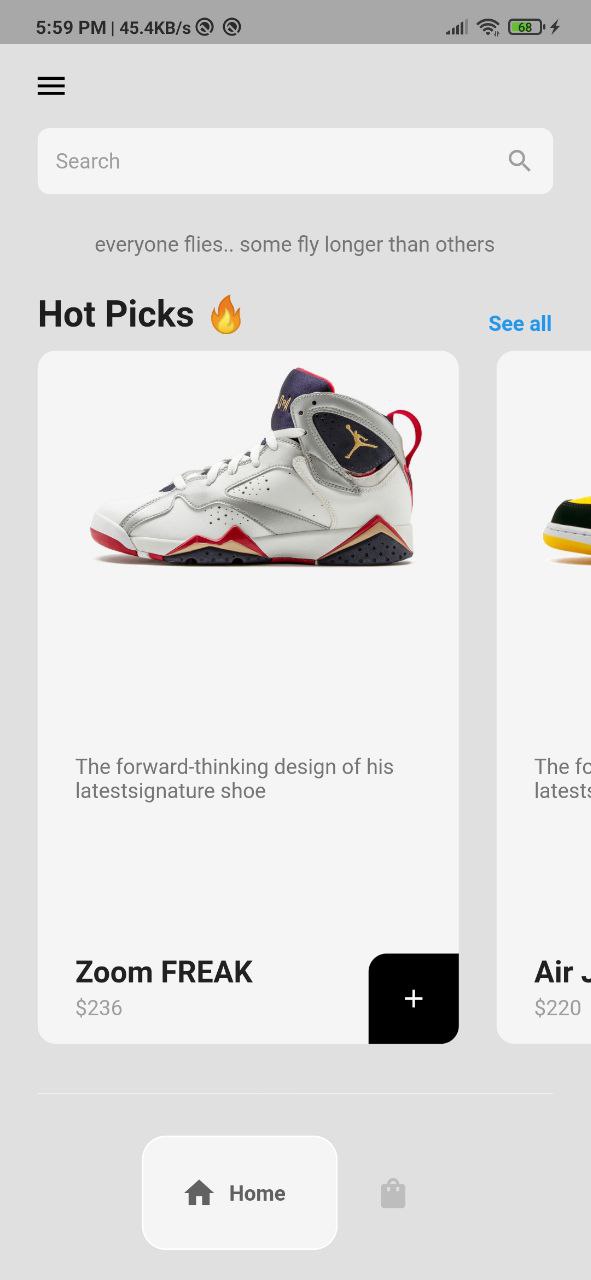 5:59 PM | 45.4KB/s
68
Search
everyone flies.. some fly longer than others
Hot Picks 🔥
See all
The forward-thinking design of his
latestsignature shoe
The fo
latests
Zoom FREAK
$236
+
Air J
$220
Home